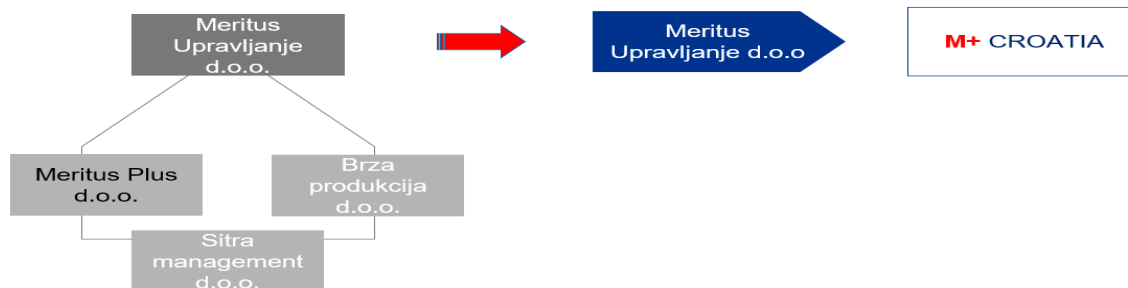 Meritus
Upravljanje
d.o.o.
Meritus
Upravljanje d.o.o
M+ CROATIA
Meritus Plus
d.o.o.
Brza
produkcija
d.o.o.
Sitra
management
d.o.o.